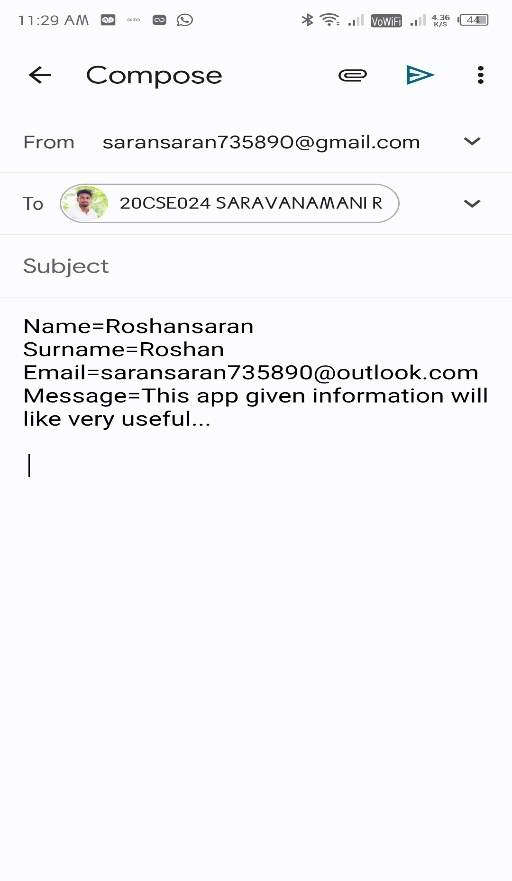 11:29 AM
VoWiFi 4.36 K/S 44
Compose
From saransaran735890@gmail.com
To 20CSE024 SARAVANAMANI R
Subject
Name=Roshansaran
Surname=Roshan
Email=saransaran735890@outlook.com
Message=This app given information will
like very useful...